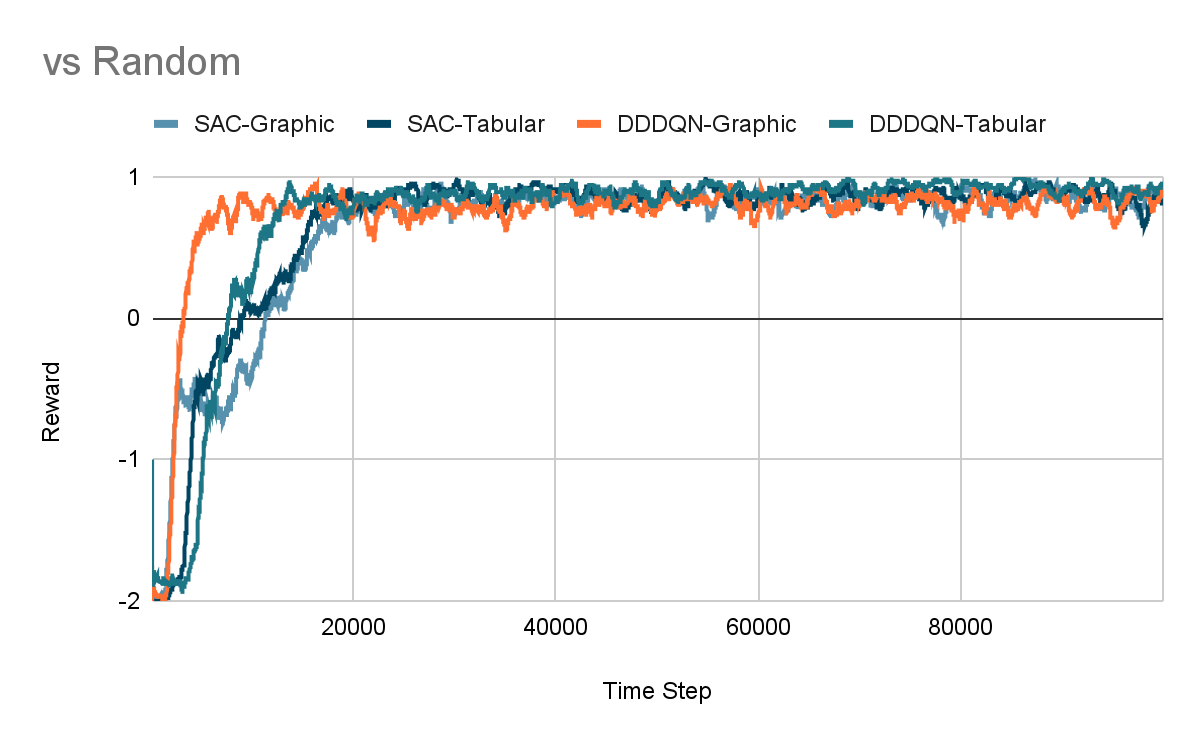 vs Random
SAC-Graphic SAC-Tabular DDDQN-Graphic DDDQN-Tabular
1
0
-1
-2
Reward
20000 40000 60000 80000
Time Step